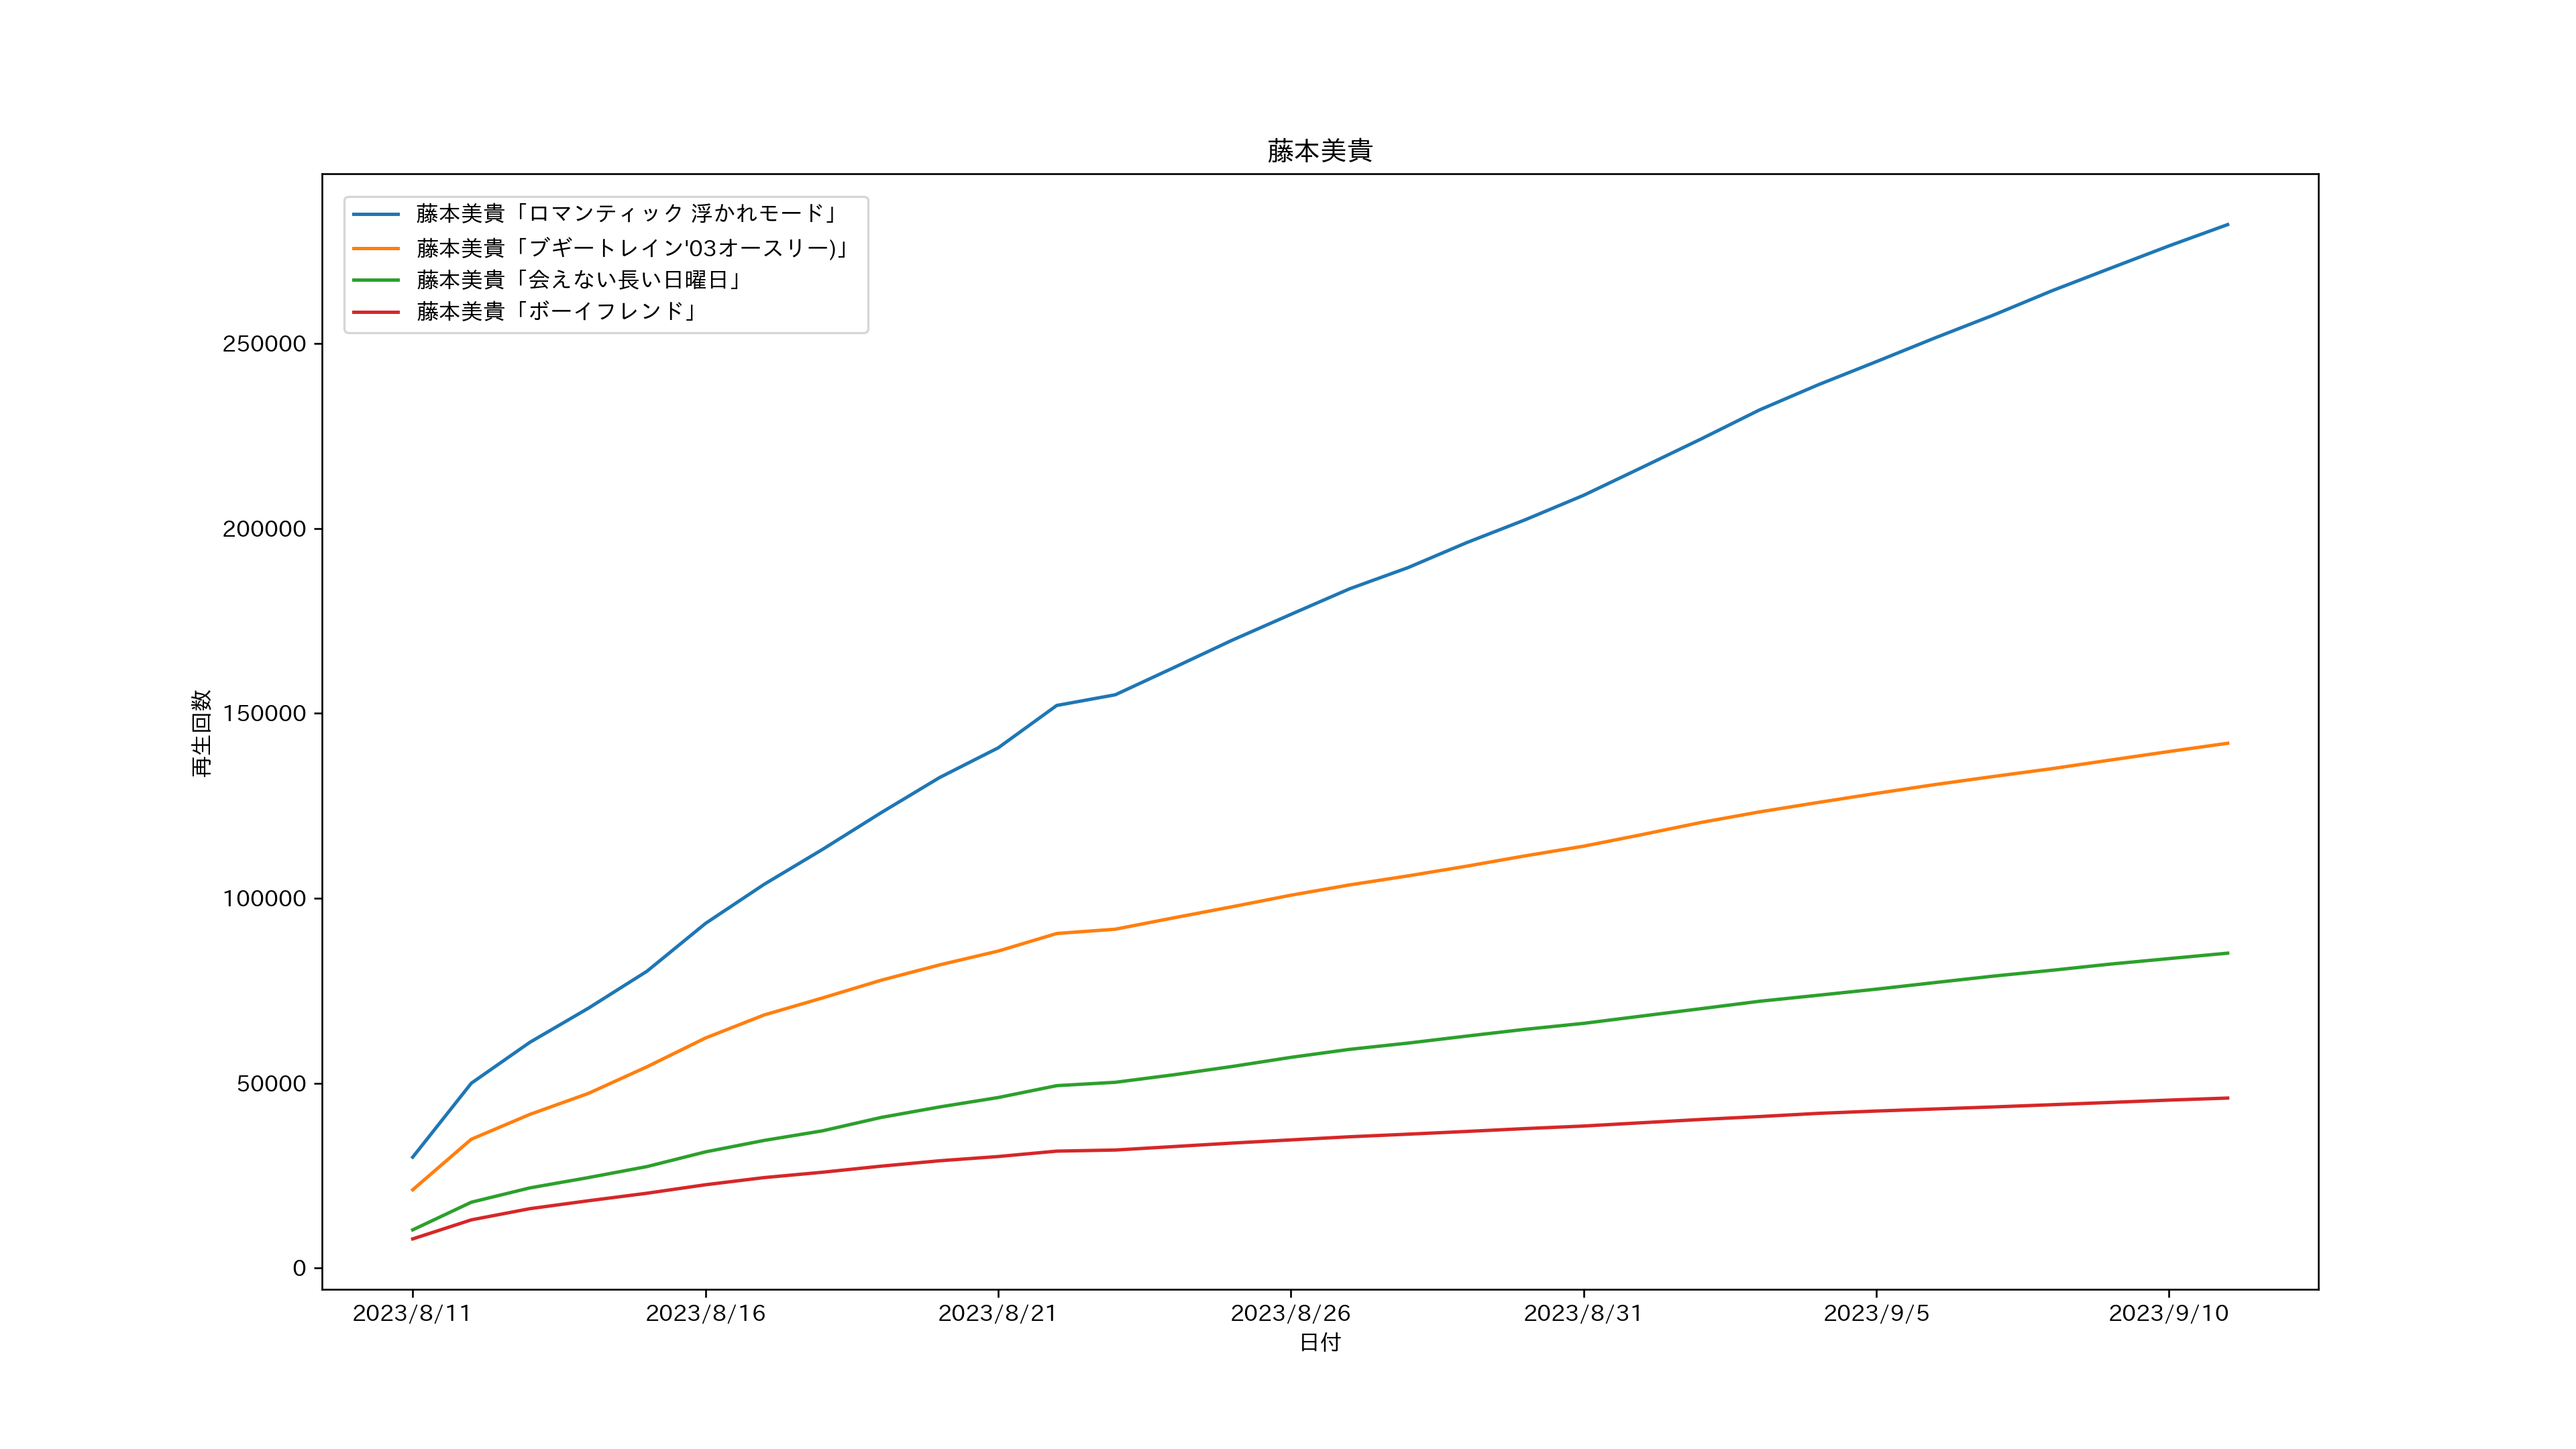 藤本美貴
藤本美貴「ロマンティック 浮かれモード」
藤本美貴「ブギートレイン'03オースリー)」
藤本美貴「会えない長い日曜日」
藤本美貴「ボーイフレンド」
250000
200000
150000
100000
50000
0
再生回数
2023/8/11 2023/8/16 2023/8/21 2023/8/26 2023/8/31 2023/9/5 2023/9/10
日付